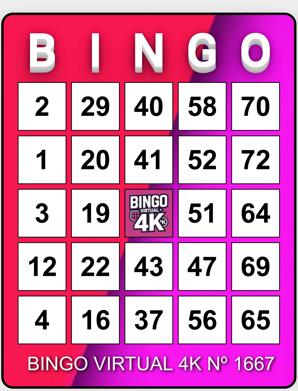 B I N G O
2 29 40 58 70
1 20 41 52 72
3 19 BINGO VIRTUAL 4K 51 64
12 22 43 47 69
4 16 37 56 65
BINGO VIRTUAL 4K Nº 1667